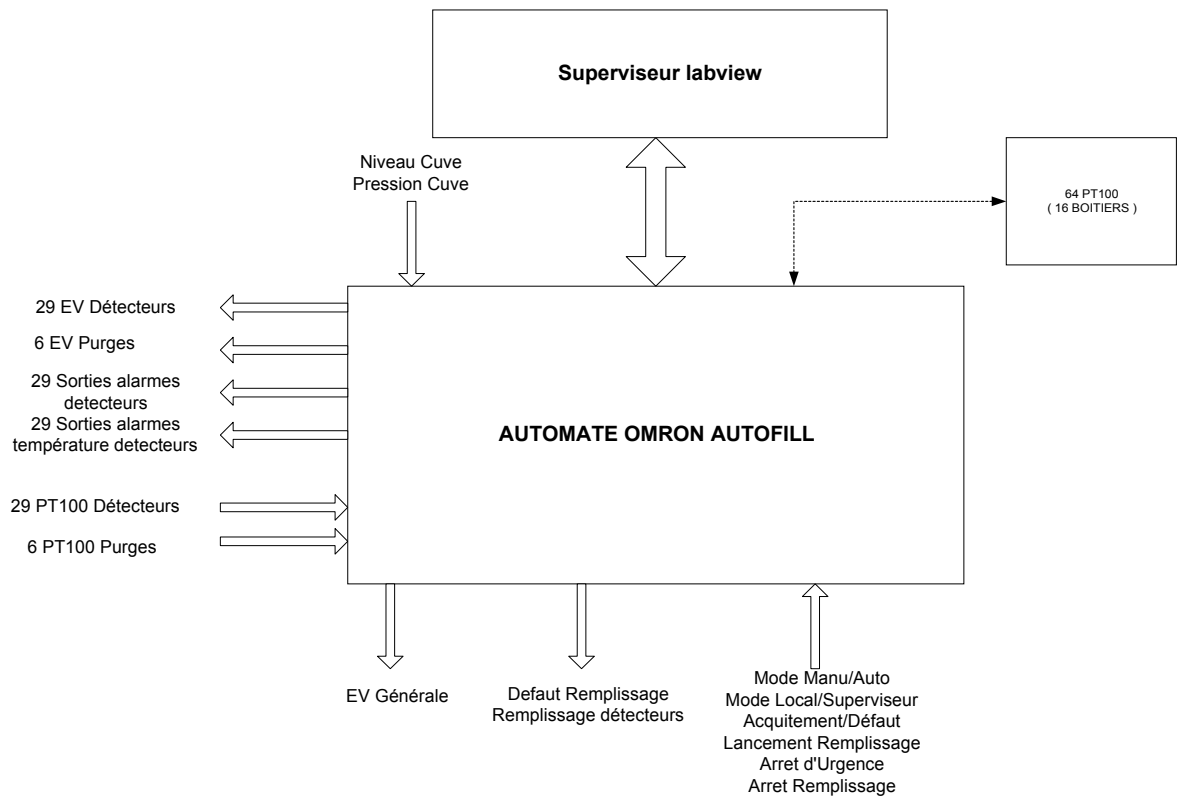 Superviseur labview
Niveau Cuve
Pression Cuve
64 PT100
( 16 BOITIERS )
29 EV Détecteurs
6 EV Purges
29 Sorties alarmes
detecteurs
29 Sorties alarmes
température detecteurs
AUTOMATE OMRON AUTOFILL
29 PT100 Détecteurs
6 PT100 Purges
EV Générale
Defaut Remplissage
Remplissage détecteurs
Mode Manu/Auto
Mode Local/Superviseur
Acquitement/Défaut
Lancement Remplissage
Arret d'Urgence
Arret Remplissage